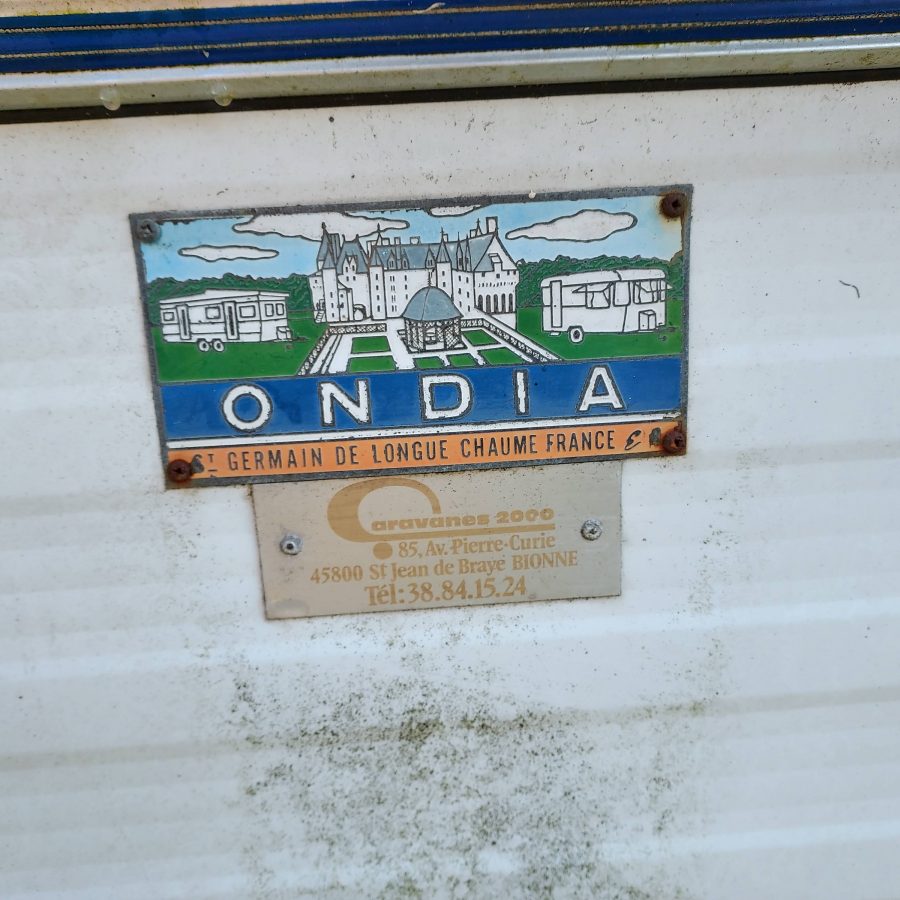 ONDIA
ST GERMAIN DE LONGUE CHAUME FRANCE
Caravanes 2000
85, Av. Pierre-Curie
45800 St Jean de Braye BIONNE
Tél: 38.84.15.24